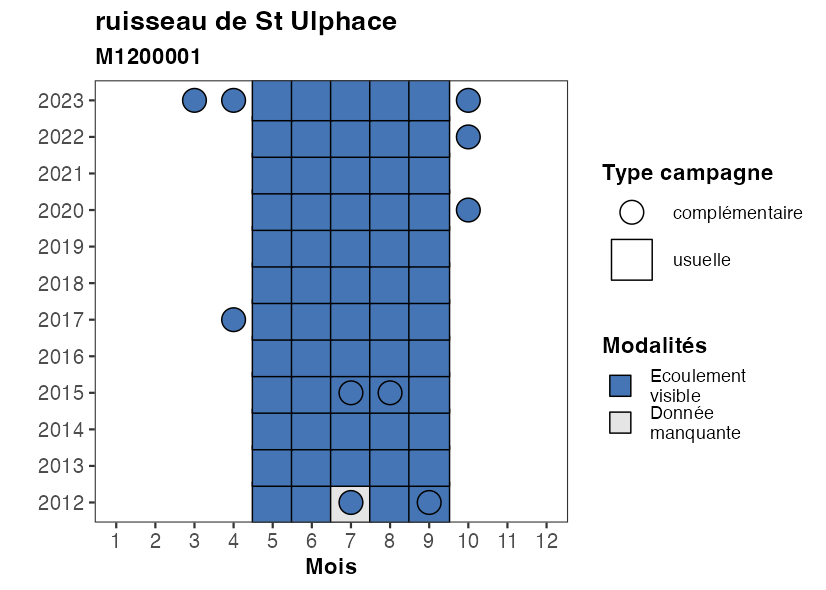 ruisseau de St Ulphace
M1200001
2023
2022
2021
2020
2019
2018
2017
2016
2015
2014
2013
2012
1 2 3 4 5 6 7 8 9 10 11 12
Mois
Type campagne
complémentaire
usuelle
Modalités
Ecoulement
visible
Donnée
manquante